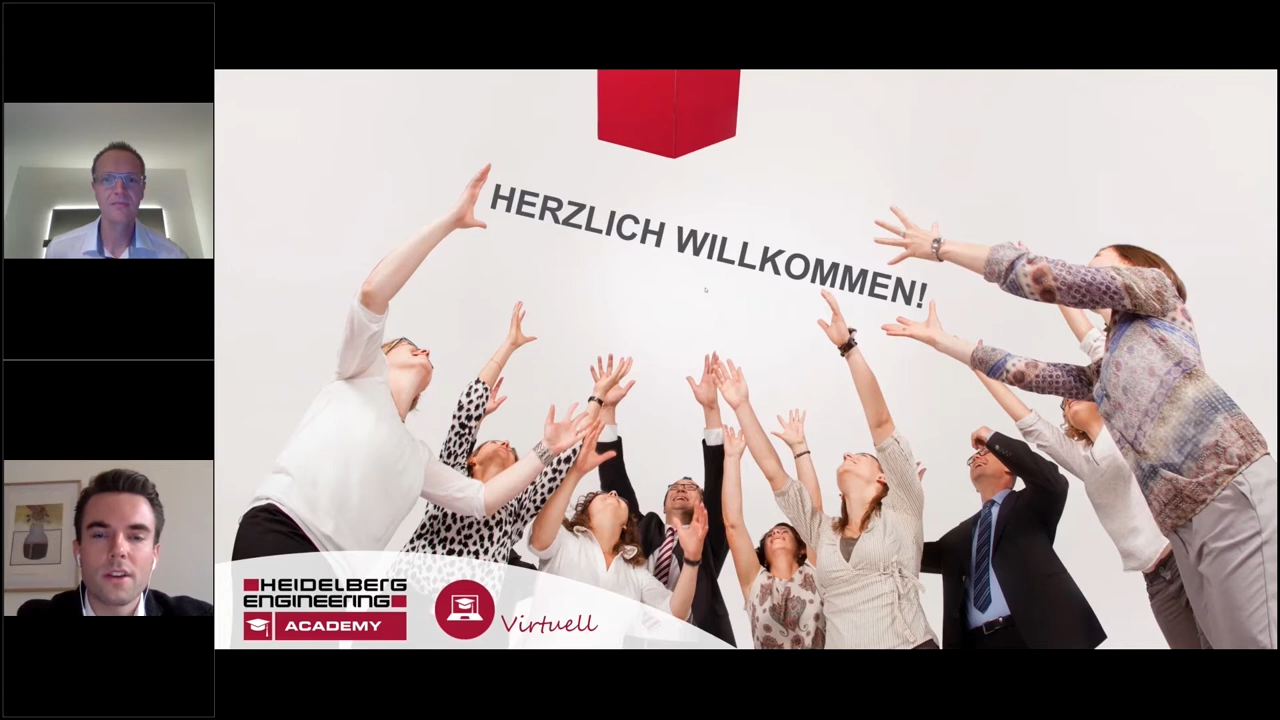 HERZLICH WILLKOMMEN!
HEIDELBERG
ENGINEERING
ACADEMY
Virtuell